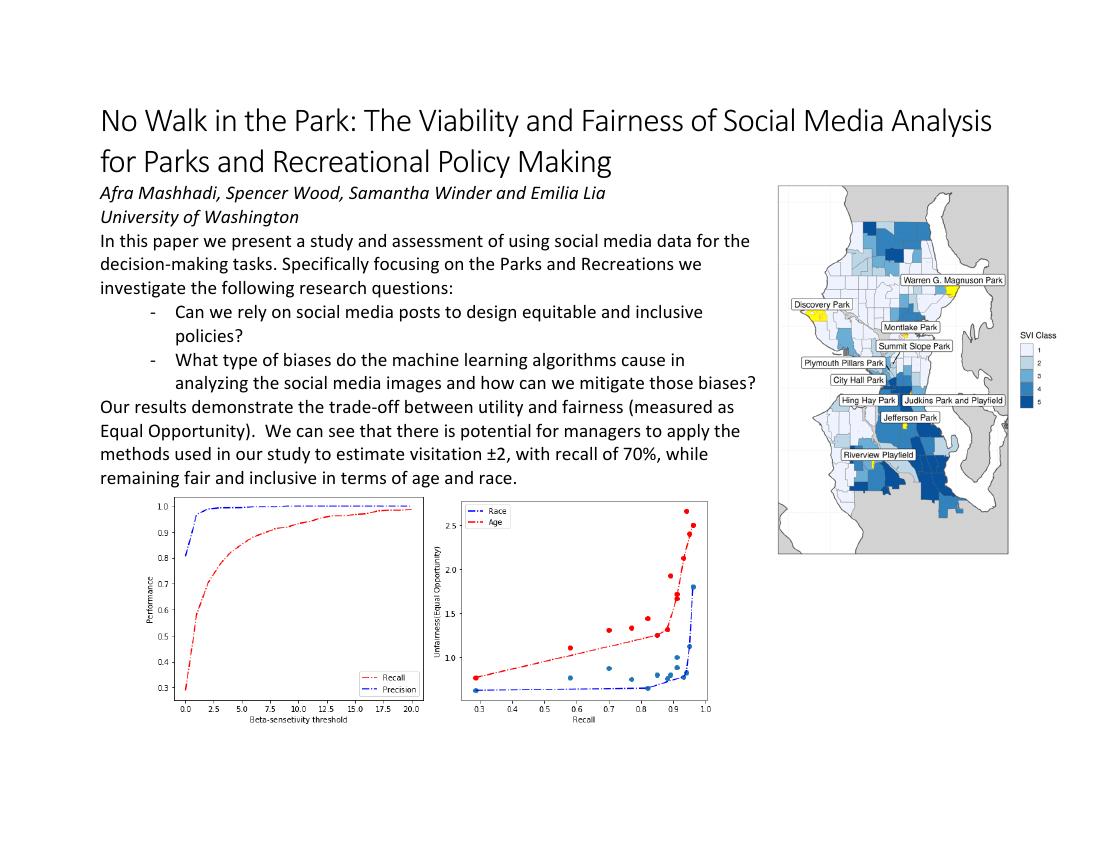 No Walk in the Park: The Viability and Fairness of Social Media Analysis
for Parks and Recreational Policy Making
Afra Mashhadi, Spencer Wood, Samantha Winder and Emilia Lia
University of Washington
In this paper we present a study and assessment of using social media data for the
decision-making tasks. Specifically focusing on the Parks and Recreations we
investigate the following research questions:
- Can we rely on social media posts to design equitable and inclusive
policies?
- What type of biases do the machine learning algorithms cause in
analyzing the social media images and how can we mitigate those biases?
Our results demonstrate the trade-off between utility and fairness (measured as
Equal Opportunity). We can see that there is potential for managers to apply the
methods used in our study to estimate visitation ±2, with recall of 70%, while
remaining fair and inclusive in terms of age and race.
Warren G. Magnuson Park
Discovery Park
Montlake Park
Summit Slope Park
Plymouth Pillars Park
City Hall Park
Hing Hay Park
Judkins Park and Playfield
Jefferson Park
Riverview Playfield
SVI Class
1
2
3
4
5
Performance
1.0
0.9
0.8
0.7
0.6
0.5
0.4
0.3
Recall
Precision
0.0 2.5 5.0 7.5 10.0 12.5 15.0 17.5 20.0
Beta-sensetivity threshold
Unfairness(Equal Opportunity)
Race
Age
2.5
2.0
1.5
1.0
0.3 0.4 0.5 0.6 0.7 0.8 0.9 1.0
Recall